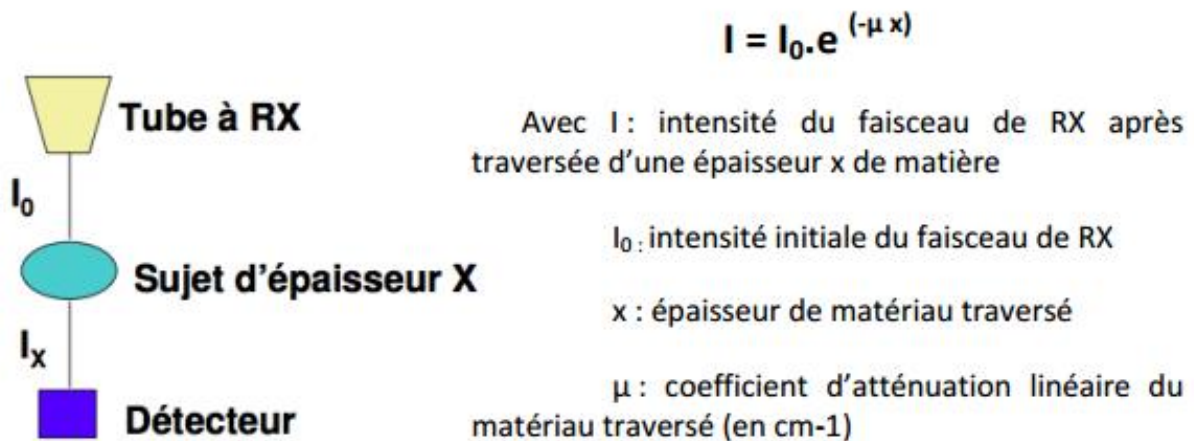 I = I₀.e ⁽⁻µ ˣ⁾
Tube à RX
I₀
Sujet d'épaisseur X
Iₓ
Détecteur
Avec I : intensité du faisceau de RX après
traversée d'une épaisseur x de matière
I₀ : intensité initiale du faisceau de RX
x : épaisseur de matériau traversé
µ : coefficient d'atténuation linéaire du
matériau traversé (en cm-1)